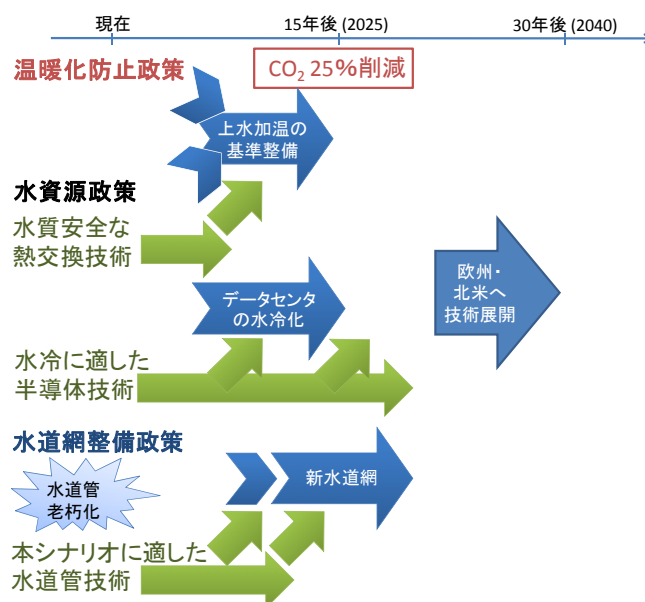 現在
15年後 (2025)
30年後 (2040)
温暖化防止政策
CO2 25%削減
上水加温の
基準整備
水資源政策
水質安全な
熱交換技術
データセンタ
の水冷化
欧州・
北米へ
技術展開
水冷に適した
半導体技術
水道網整備政策
水道管
老朽化
新水道網
本シナリオに適した
水道管技術